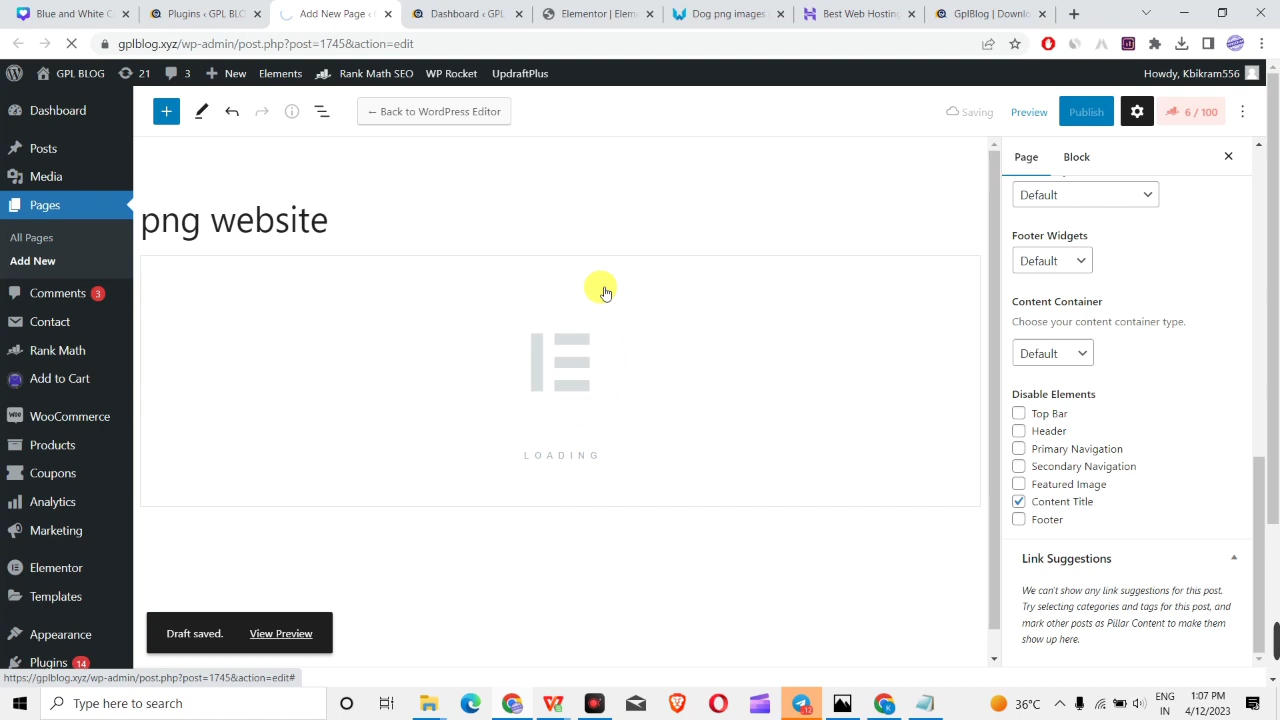 Plugins ‹ GPL BLO
Add New Page ‹
Dashboard ‹ GPL
Elementor | Elem
Dog png images
Best Web Hosting
GplBlog | Downlo
gplblog.xyz/wp-admin/post.php?post=1745&action=edit
GPL BLOG
21
3
New
Elements
Rank Math SEO
WP Rocket
UpdraftPlus
Howdy, Kbikram556
Dashboard
Posts
Media
Pages
All Pages
Add New
Comments 3
Contact
Rank Math
Add to Cart
WooCommerce
Products
Coupons
Analytics
Marketing
Elementor
Templates
Appearance
Plugins 14
← Back to WordPress Editor
Saving
Preview
Publish
6 / 100
png website
LOADING
Draft saved.
View Preview
Page
Block
Default
Footer Widgets
Default
Content Container
Choose your content container type.
Default
Disable Elements
Top Bar
Header
Primary Navigation
Secondary Navigation
Featured Image
Content Title
Footer
Link Suggestions
We can't show any link suggestions for this post.
Try selecting categories and tags for this post, and
mark other posts as Pillar Content to make them
show up here.
https://gplblog.xyz/wp-admin/post.php?post=1745&action=edit#
Type here to search
36°C
ENG
IN
1:07 PM
4/12/2023